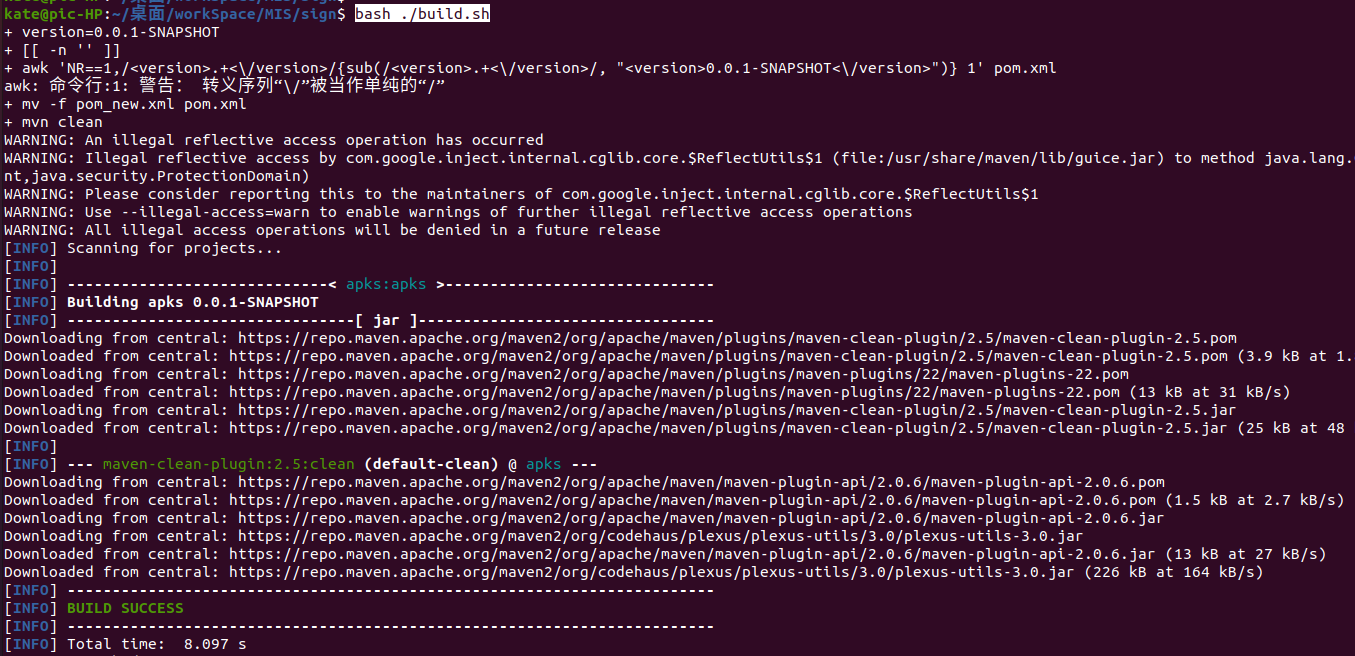 kate@pic-HP:~/桌面/workSpace/MIS/sign$
kate@pic-HP:~/桌面/workSpace/MIS/sign$ bash ./build.sh
+ version=0.0.1-SNAPSHOT
+ [[ -n '' ]]
+ awk 'NR==1,/<version>.+<\/version>/{sub(/<version>.+<\/version>/, "<version>0.0.1-SNAPSHOT<\/version>")} 1' pom.xml
awk: 命令行:1: 警告： 转义序列“\/”被当作单纯的“/”
+ mv -f pom_new.xml pom.xml
+ mvn clean
WARNING: An illegal reflective access operation has occurred
WARNING: Illegal reflective access by com.google.inject.internal.cglib.core.$ReflectUtils$1 (file:/usr/share/maven/lib/guice.jar) to method java.lang.
nt,java.security.ProtectionDomain)
WARNING: Please consider reporting this to the maintainers of com.google.inject.internal.cglib.core.$ReflectUtils$1
WARNING: Use --illegal-access=warn to enable warnings of further illegal reflective access operations
WARNING: All illegal access operations will be denied in a future release
[INFO] Scanning for projects...
[INFO]
[INFO] -----------------------------< apks:apks >------------------------------
[INFO] Building apks 0.0.1-SNAPSHOT
[INFO] --------------------------------[ jar ]---------------------------------
Downloading from central: https://repo.maven.apache.org/maven2/org/apache/maven/plugins/maven-clean-plugin/2.5/maven-clean-plugin-2.5.pom
Downloaded from central: https://repo.maven.apache.org/maven2/org/apache/maven/plugins/maven-clean-plugin/2.5/maven-clean-plugin-2.5.pom (3.9 kB at 1.
Downloading from central: https://repo.maven.apache.org/maven2/org/apache/maven/plugins/maven-plugins/22/maven-plugins-22.pom
Downloaded from central: https://repo.maven.apache.org/maven2/org/apache/maven/plugins/maven-plugins/22/maven-plugins-22.pom (13 kB at 31 kB/s)
Downloading from central: https://repo.maven.apache.org/maven2/org/apache/maven/plugins/maven-clean-plugin/2.5/maven-clean-plugin-2.5.jar
Downloaded from central: https://repo.maven.apache.org/maven2/org/apache/maven/plugins/maven-clean-plugin/2.5/maven-clean-plugin-2.5.jar (25 kB at 48
[INFO]
[INFO] --- maven-clean-plugin:2.5:clean (default-clean) @ apks ---
Downloading from central: https://repo.maven.apache.org/maven2/org/apache/maven/maven-plugin-api/2.0.6/maven-plugin-api-2.0.6.pom
Downloaded from central: https://repo.maven.apache.org/maven2/org/apache/maven/maven-plugin-api/2.0.6/maven-plugin-api-2.0.6.pom (1.5 kB at 2.7 kB/s)
Downloading from central: https://repo.maven.apache.org/maven2/org/apache/maven/maven-plugin-api/2.0.6/maven-plugin-api-2.0.6.jar
Downloading from central: https://repo.maven.apache.org/maven2/org/codehaus/plexus/plexus-utils/3.0/plexus-utils-3.0.jar
Downloaded from central: https://repo.maven.apache.org/maven2/org/apache/maven/maven-plugin-api/2.0.6/maven-plugin-api-2.0.6.jar (13 kB at 27 kB/s)
Downloaded from central: https://repo.maven.apache.org/maven2/org/codehaus/plexus/plexus-utils/3.0/plexus-utils-3.0.jar (226 kB at 164 kB/s)
[INFO] ------------------------------------------------------------------------
[INFO] BUILD SUCCESS
[INFO] ------------------------------------------------------------------------
[INFO] Total time:  8.097 s